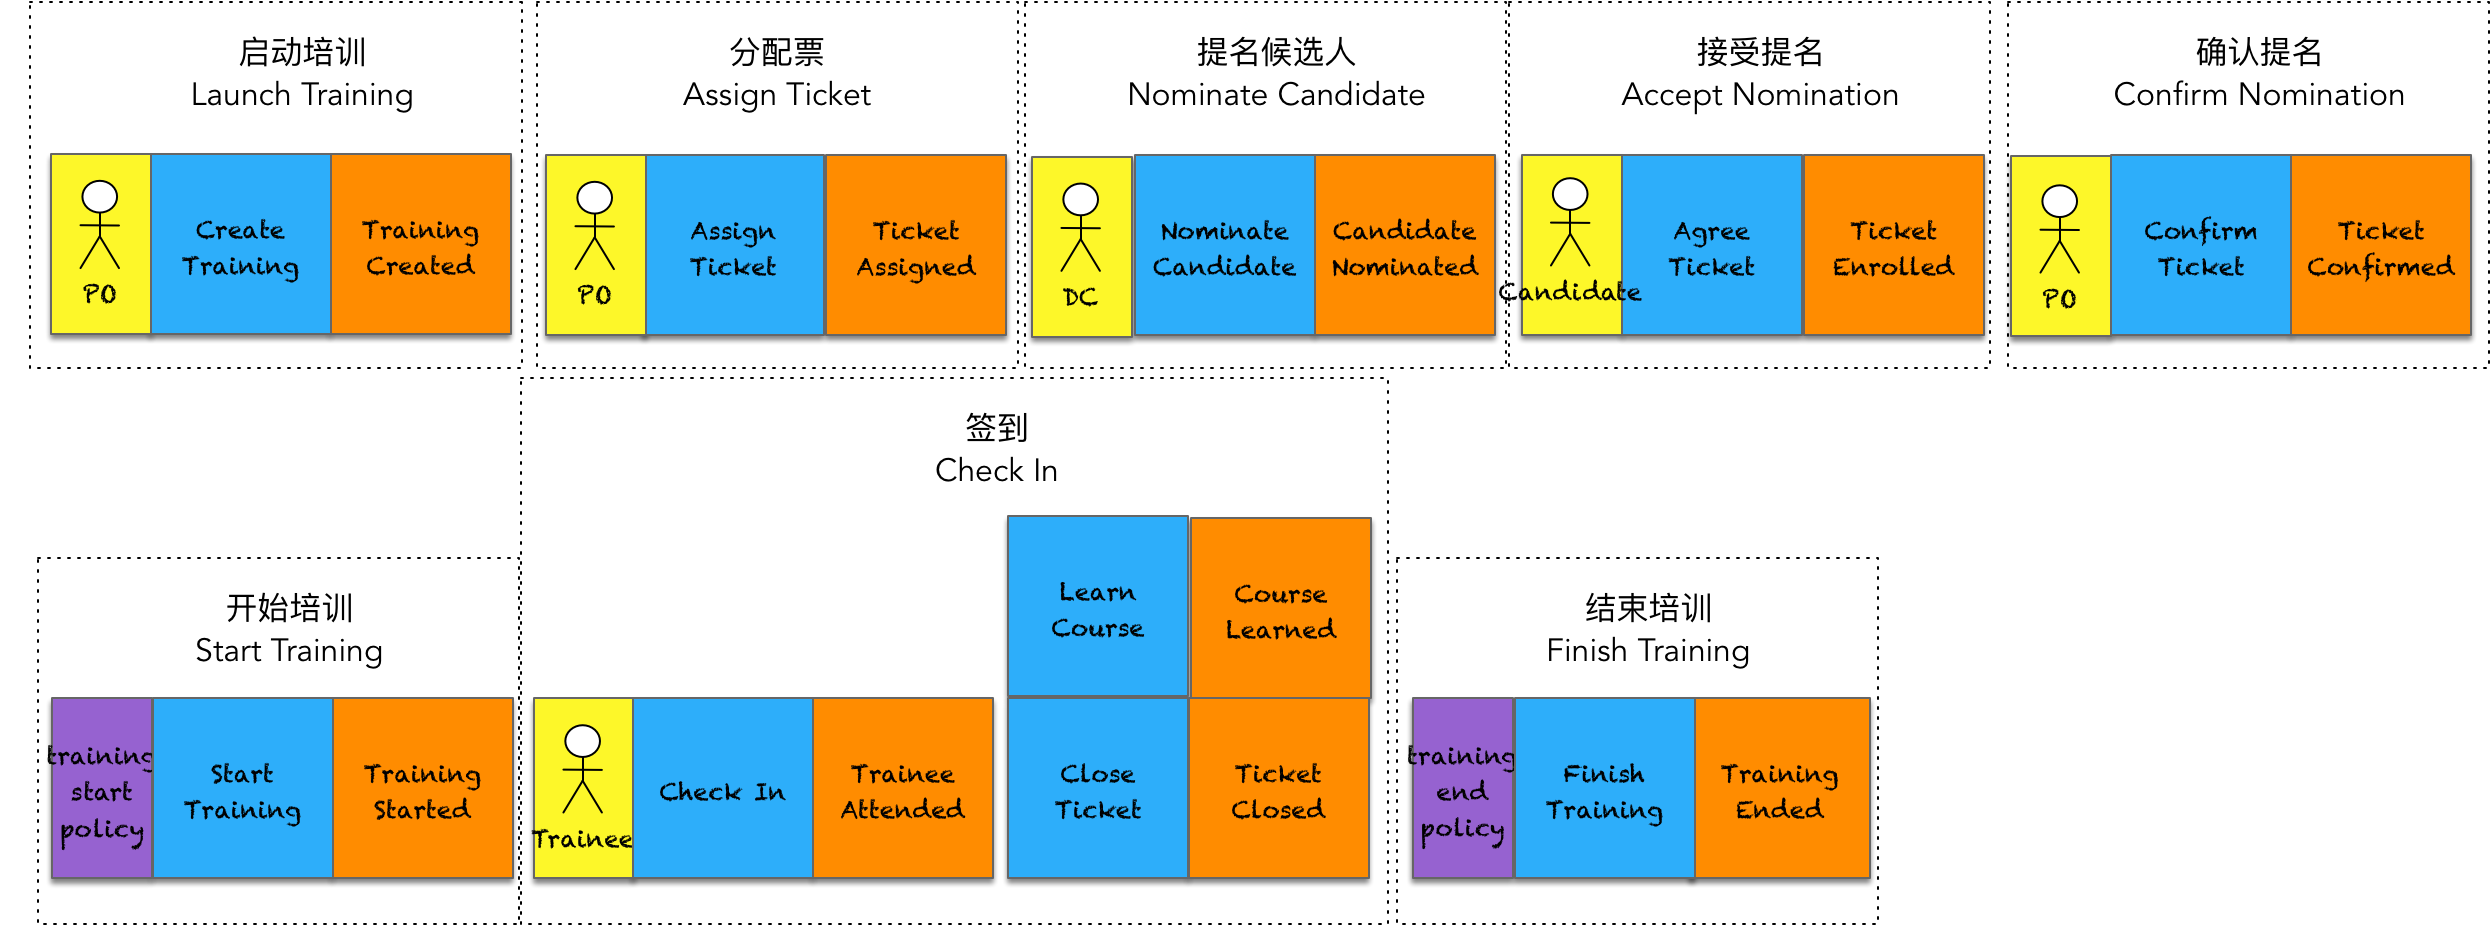 启动培训
Launch Training
PO
Create
Training
Training
Created
分配票
Assign Ticket
PO
Assign
Ticket
Ticket
Assigned
提名候选人
Nominate Candidate
DC
Nominate
Candidate
Candidate
Nominated
接受提名
Accept Nomination
Candidate
Agree
Ticket
Ticket
Enrolled
确认提名
Confirm Nomination
PO
Confirm
Ticket
Ticket
Confirmed
开始培训
Start Training
training
start
policy
Start
Training
Training
Started
签到
Check In
Trainee
Check In
Trainee
Attended
Learn
Course
Course
Learned
Close
Ticket
Ticket
Closed
结束培训
Finish Training
training
end
policy
Finish
Training
Training
Ended